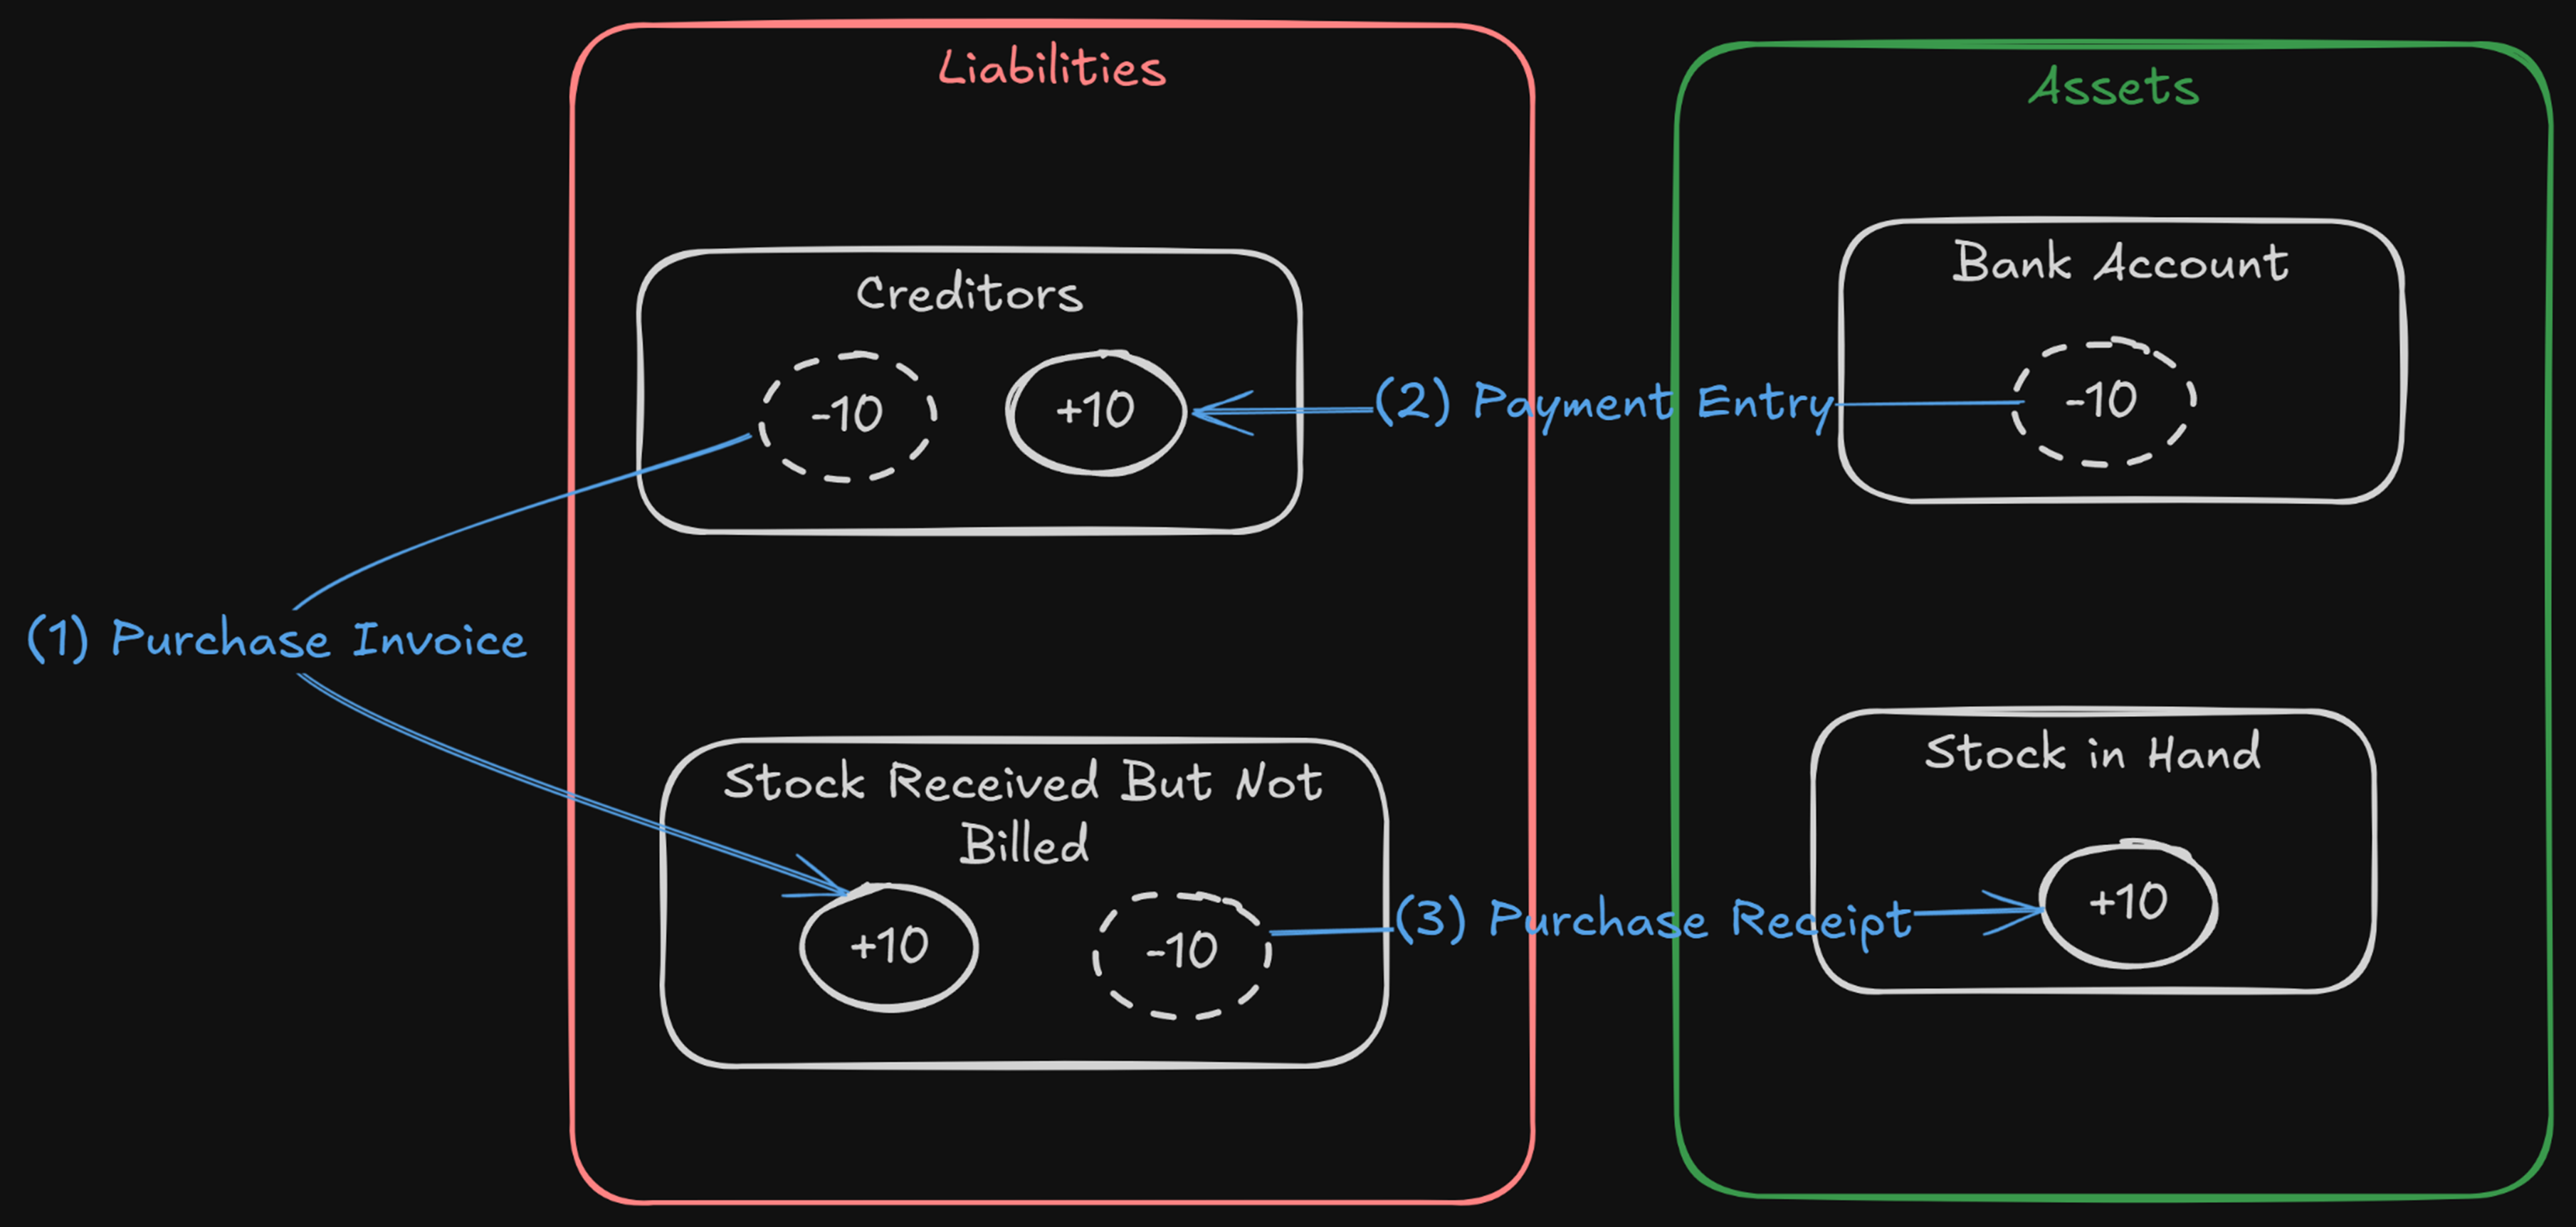 Liabilities
Assets
Creditors
-10
+10
(2) Payment Entry
Bank Account
-10
(1) Purchase Invoice
Stock Received But Not
Billed
+10
-10
(3) Purchase Receipt
Stock in Hand
+10